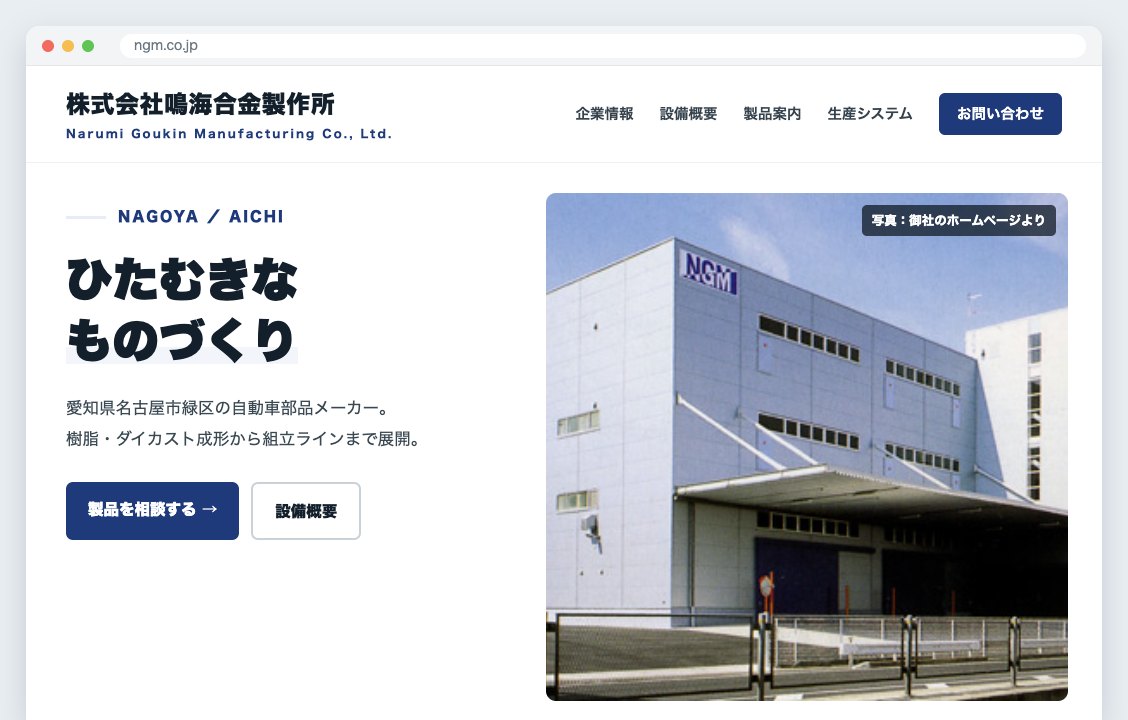 ngm.co.jp
株式会社鳴海合金製作所
Narumi Goukin Manufacturing Co., Ltd.
企業情報
設備概要
製品案内
生産システム
お問い合わせ
NAGOYA ／ AICHI
ひたむきな
ものづくり
愛知県名古屋市緑区の自動車部品メーカー。
樹脂・ダイカスト成形から組立ラインまで展開。
製品を相談する →
設備概要
写真：御社のホームページより
NGM